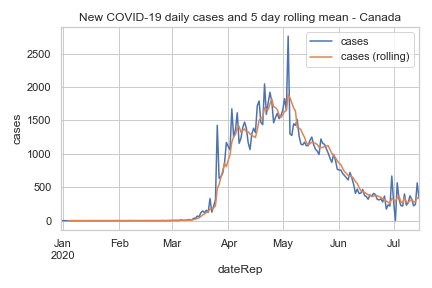 New COVID-19 daily cases and 5 day rolling mean - Canada
cases
cases (rolling)
2500
2000
1500
1000
500
0
cases
Jan Feb Mar Apr May Jun Jul
2020
dateRep